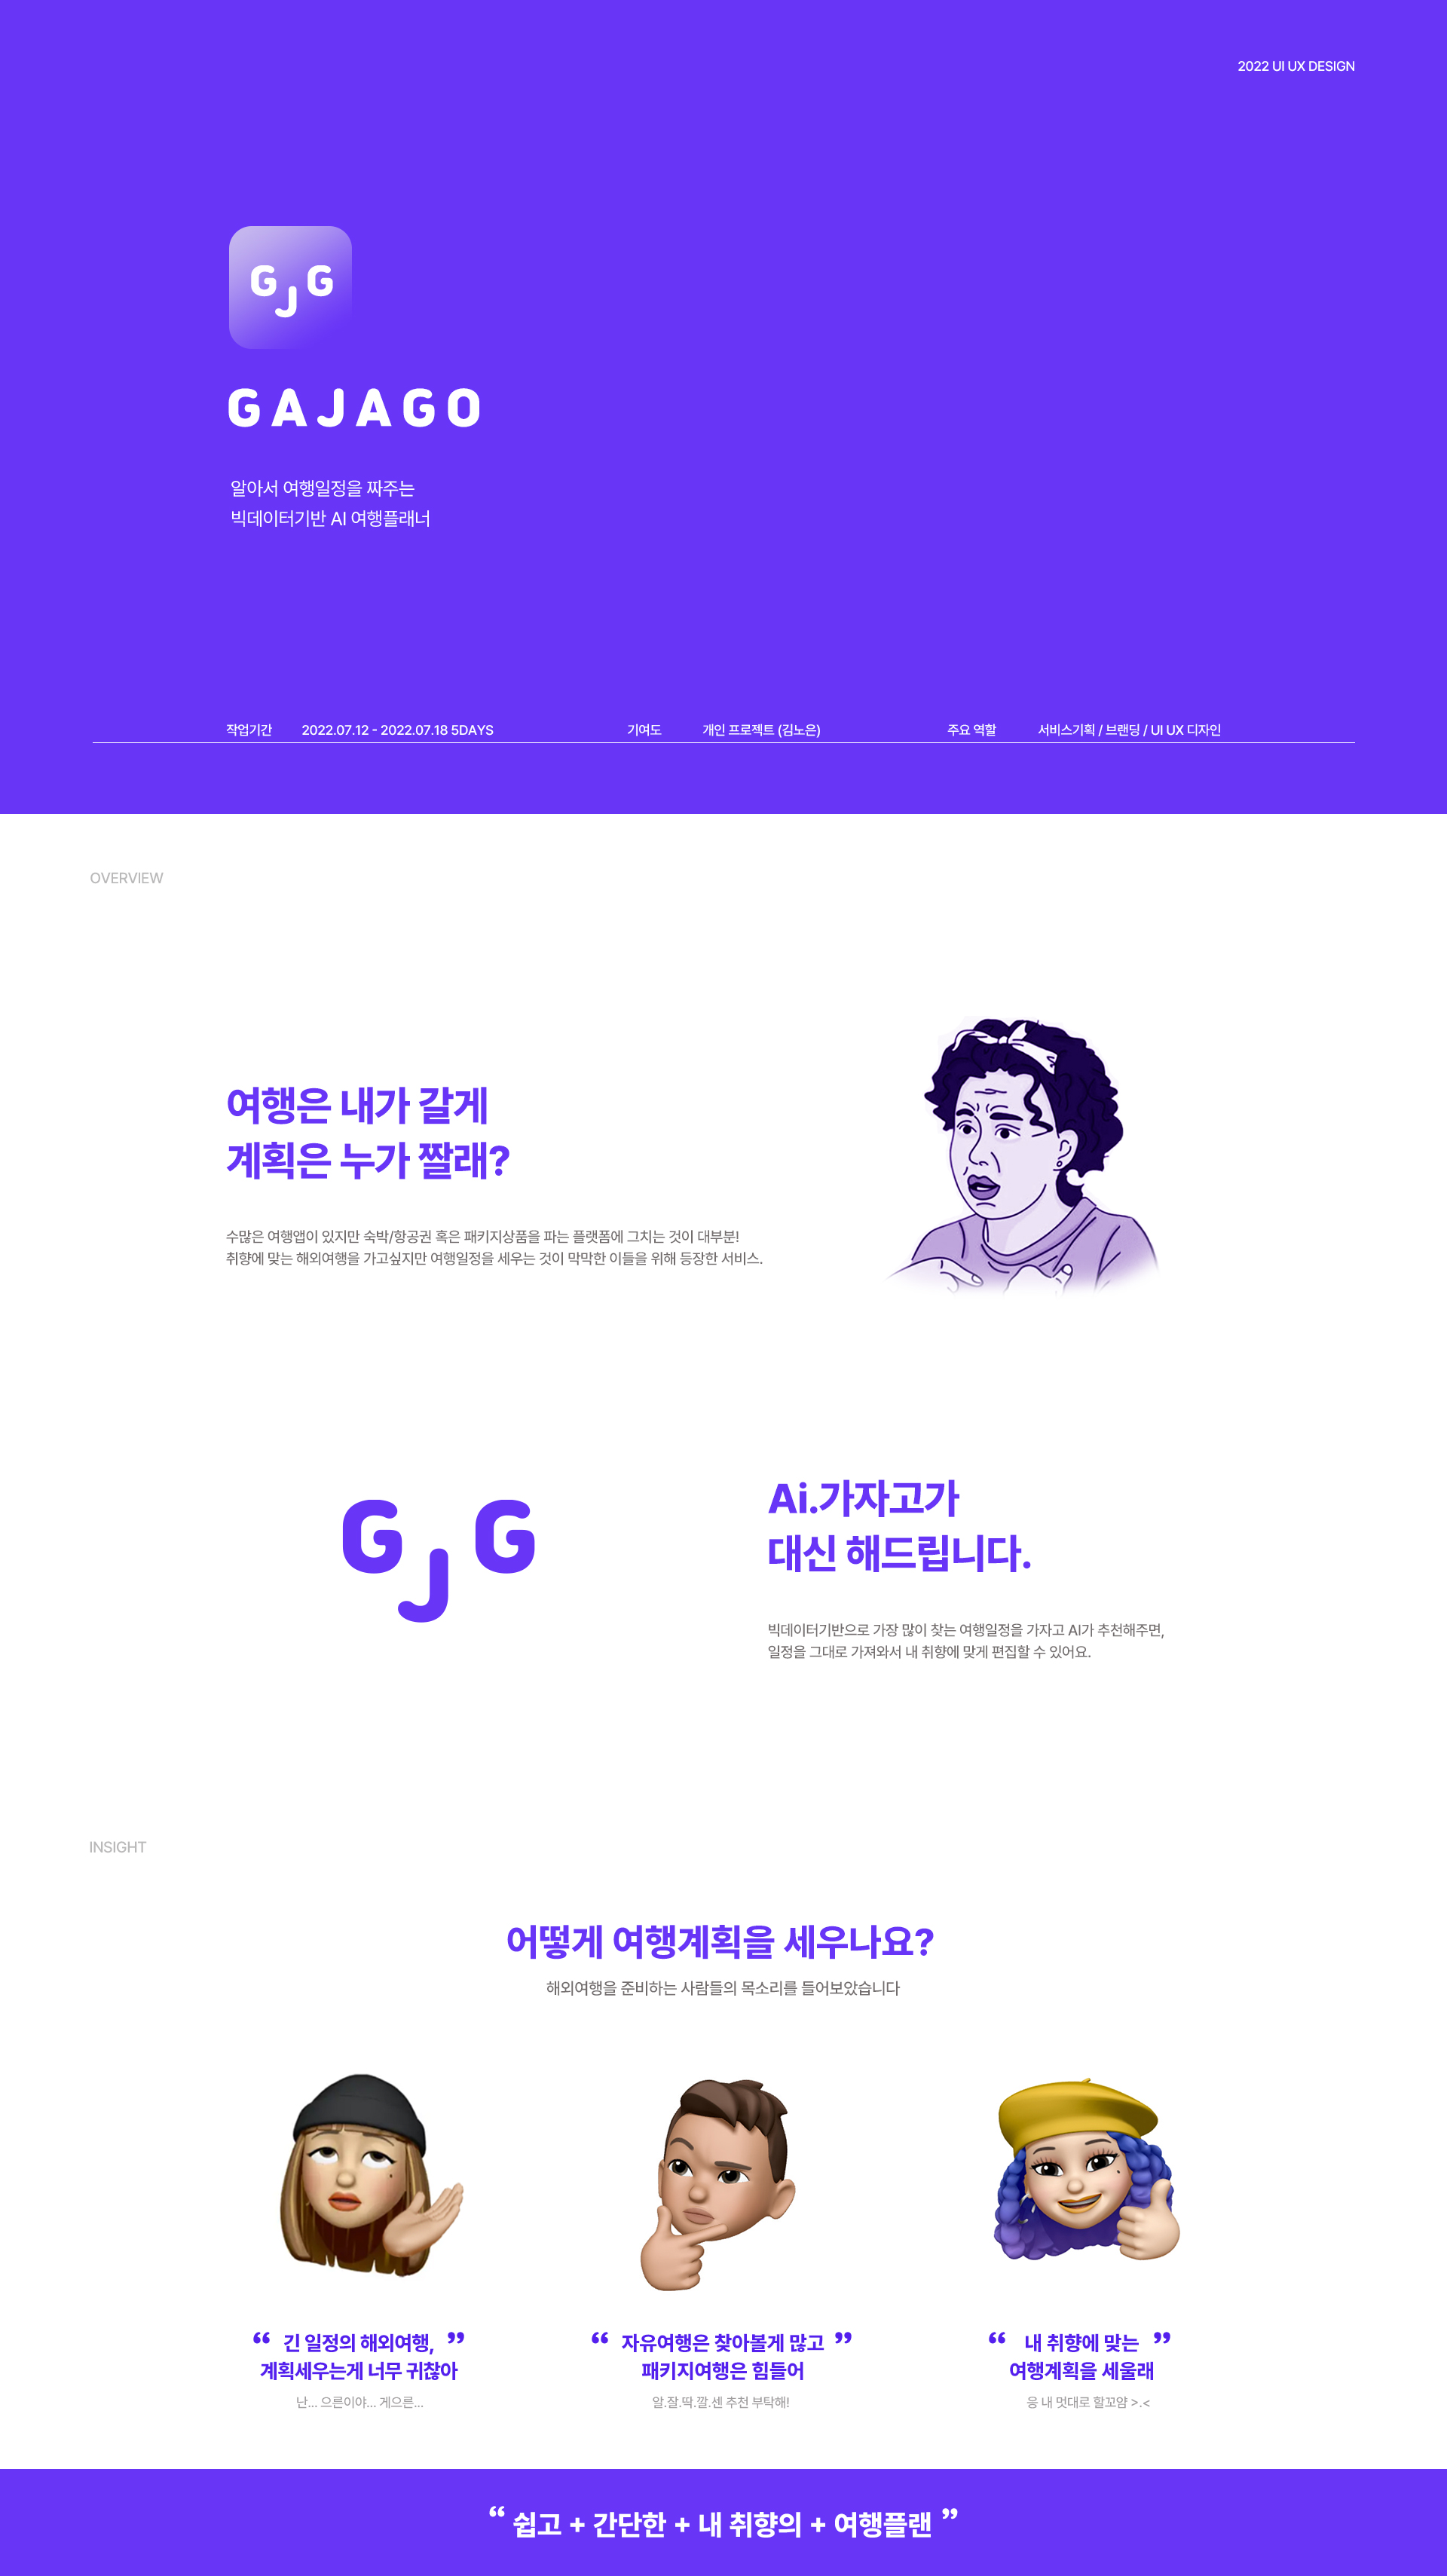 2022 UI UX DESIGN
GJG
GAJAGO
알아서 여행일정을 짜주는
빅데이터기반 AI 여행플래너
작업기간 2022.07.12 - 2022.07.18 5DAYS 기여도 개인 프로젝트 (김노은) 주요 역할 서비스기획 / 브랜딩 / UI UX 디자인
OVERVIEW
여행은 내가 갈게
계획은 누가 짤래?
수많은 여행앱이 있지만 숙박/항공권 혹은 패키지상품을 파는 플랫폼에 그치는 것이 대부분!
취향에 맞는 해외여행을 가고싶지만 여행일정을 세우는 것이 막막한 이들을 위해 등장한 서비스.
GJG
Ai.가자고가
대신 해드립니다.
빅데이터기반으로 가장 많이 찾는 여행일정을 가자고 AI가 추천해주면,
일정을 그대로 가져와서 내 취향에 맞게 편집할 수 있어요.
INSIGHT
어떻게 여행계획을 세우나요?
해외여행을 준비하는 사람들의 목소리를 들어보았습니다
“ 긴 일정의 해외여행, ”
계획세우는게 너무 귀찮아
난... 으른이야... 게으른...
“ 자유여행은 찾아볼게 많고 ”
패키지여행은 힘들어
알.잘.딱.깔.센 추천 부탁해!
“ 내 취향에 맞는 ”
여행계획을 세울래
응 내 멋대로 할꼬얌 >.<
“ 쉽고 + 간단한 + 내 취향의 + 여행플랜 ”